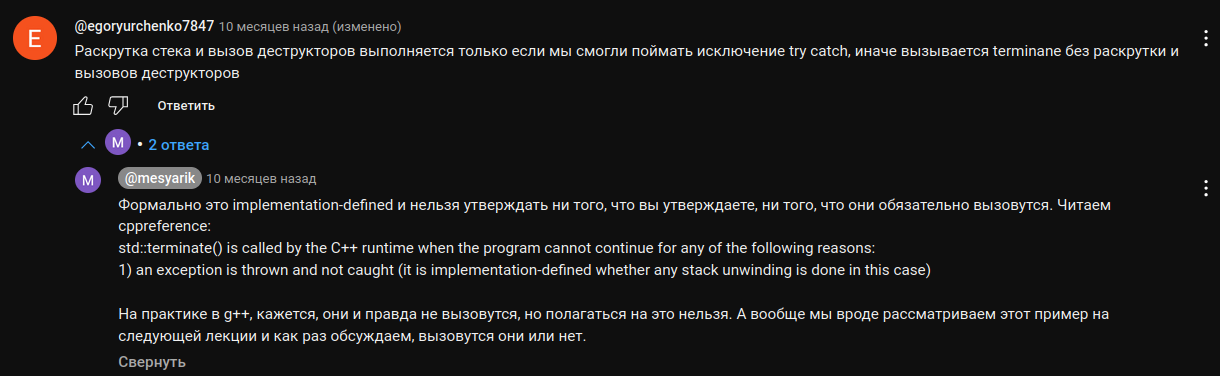 E
@egoryurchenko7847 10 месяцев назад (изменено)
Раскрутка стека и вызов деструкторов выполняется только если мы смогли поймать исключение try catch, иначе вызывается terminane без раскрутки и
вызовов деструкторов
Ответить
M • 2 ответа
M @mesyarik 10 месяцев назад
Формально это implementation-defined и нельзя утверждать ни того, что вы утверждаете, ни того, что они обязательно вызовутся. Читаем
cppreference:
std::terminate() is called by the C++ runtime when the program cannot continue for any of the following reasons:
1) an exception is thrown and not caught (it is implementation-defined whether any stack unwinding is done in this case)
На практике в g++, кажется, они и правда не вызовутся, но полагаться на это нельзя. А вообще мы вроде рассматриваем этот пример на
следующей лекции и как раз обсуждаем, вызовутся они или нет.
Свернуть